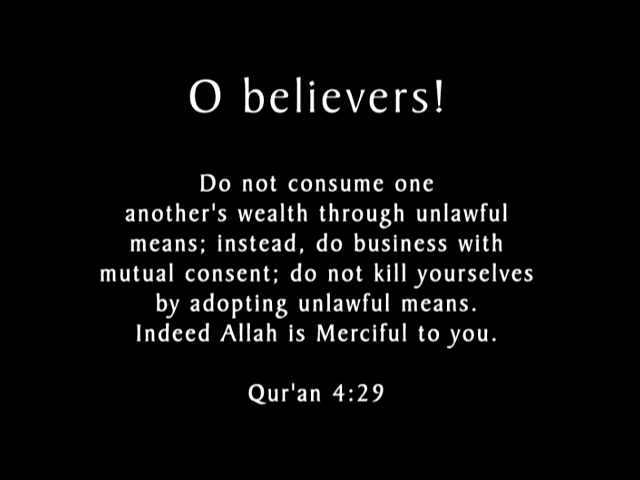 O believers!
Do not consume one
another's wealth through unlawful
means; instead, do business with
mutual consent; do not kill yourselves
by adopting unlawful means.
Indeed Allah is Merciful to you.
Qur'an 4:29